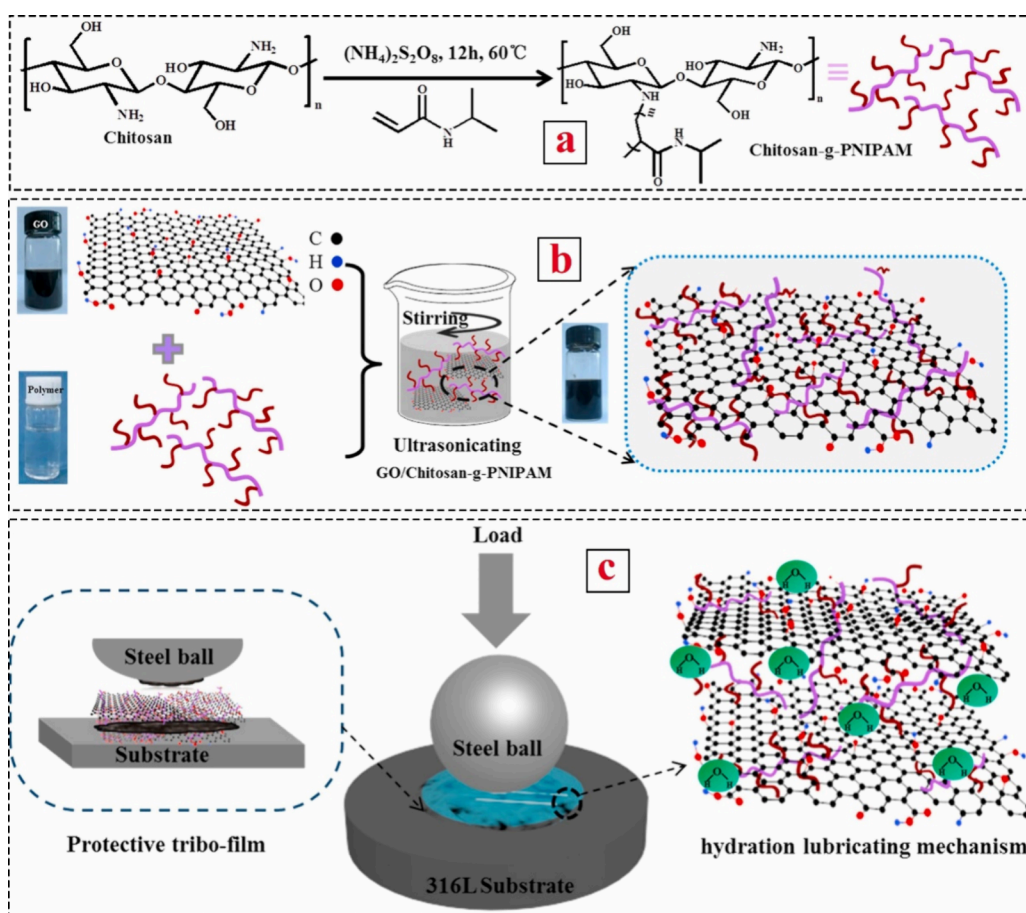 OH
NH2
HO
O
O
HO
O
NH2
OH
n
Chitosan
(NH4)2S2O8, 12h, 60℃
O
N
H
OH
NH2
HO
O
O
HO
O
NH
OH
n
m
H
N
O
a
Chitosan-g-PNIPAM
GO
C
H
O
b
Stirring
Polymer
Ultrasonicating
GO/Chitosan-g-PNIPAM
Load
c
Steel ball
Substrate
Protective tribo-film
Steel ball
316L Substrate
O
H H
O
H H
O
H H
O
H H
O
H H
O
H H
O
H H
hydration lubricating mechanism